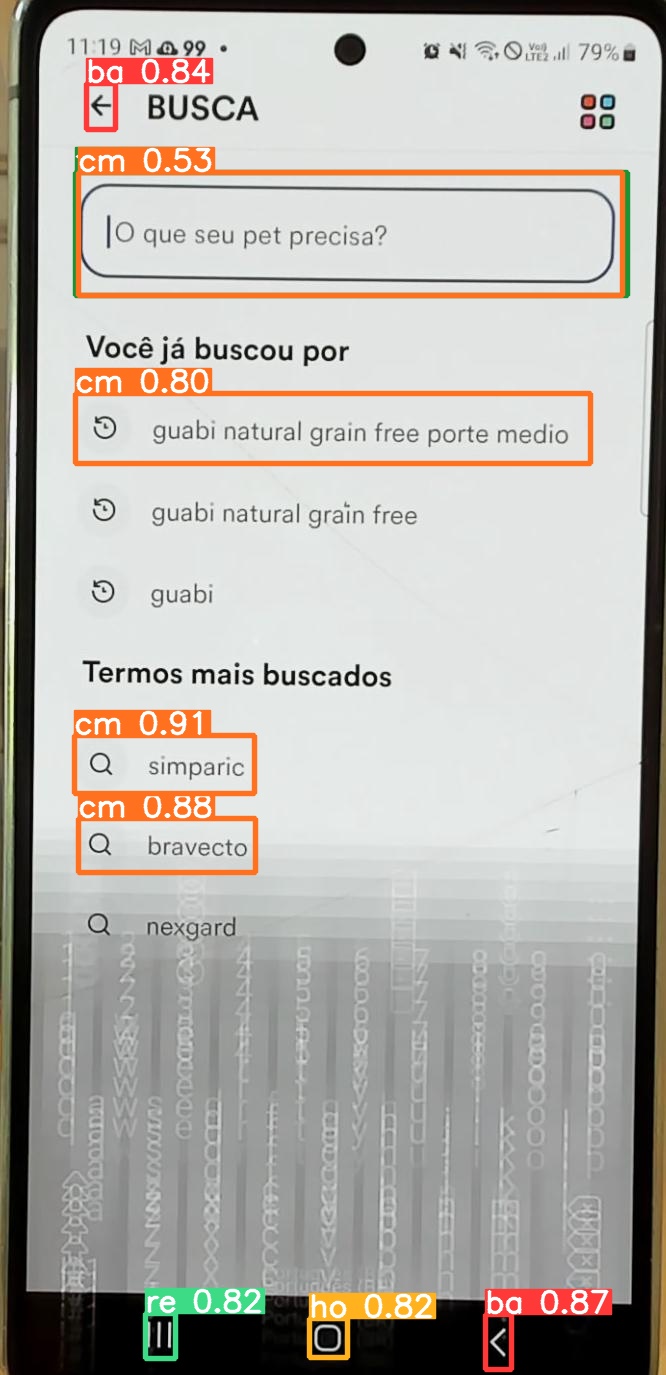 11:19 99
79%
ba 0.84
BUSCA
cm 0.53
O que seu pet precisa?
Você já buscou por
cm 0.80
guabi natural grain free porte medio
guabi natural grain free
guabi
Termos mais buscados
cm 0.91
simparic
cm 0.88
bravecto
nexgard
re 0.82 ho 0.82 ba 0.87